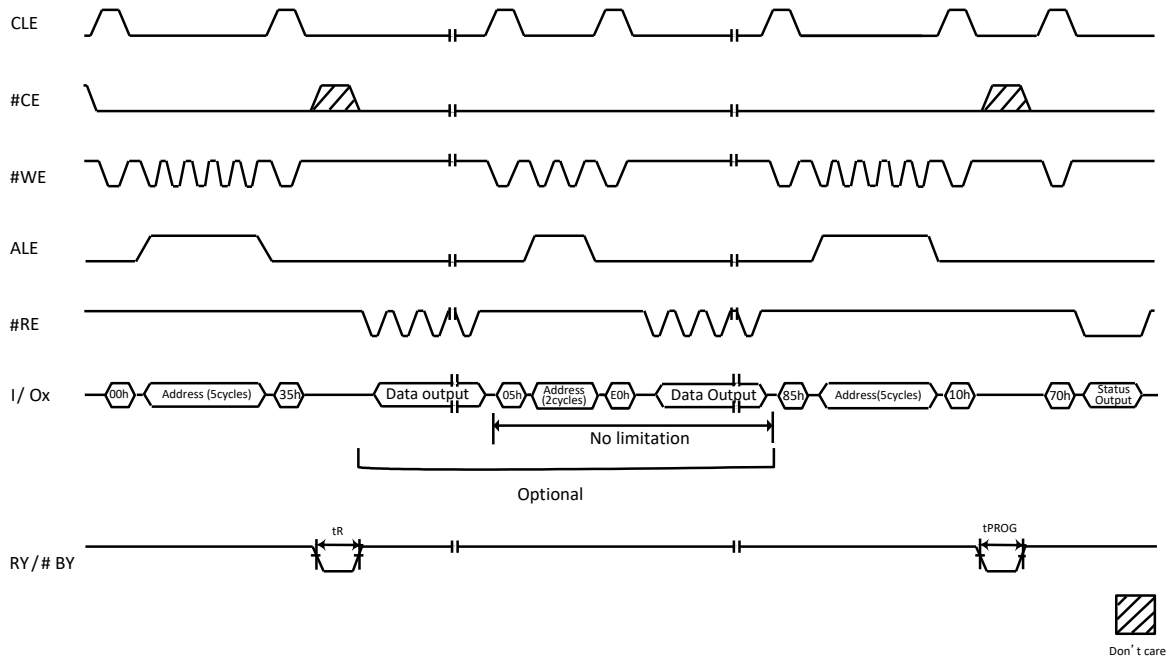 CLE
#CE
#WE
ALE
#RE
I/ Ox
00h
Address (5cycles)
35h
Data output
05h
Address
(2cycles)
E0h
Data Output
85h
Address(5cycles)
10h
70h
Status
Output
No limitation
Optional
tR
tPROG
RY/# BY
Don't care